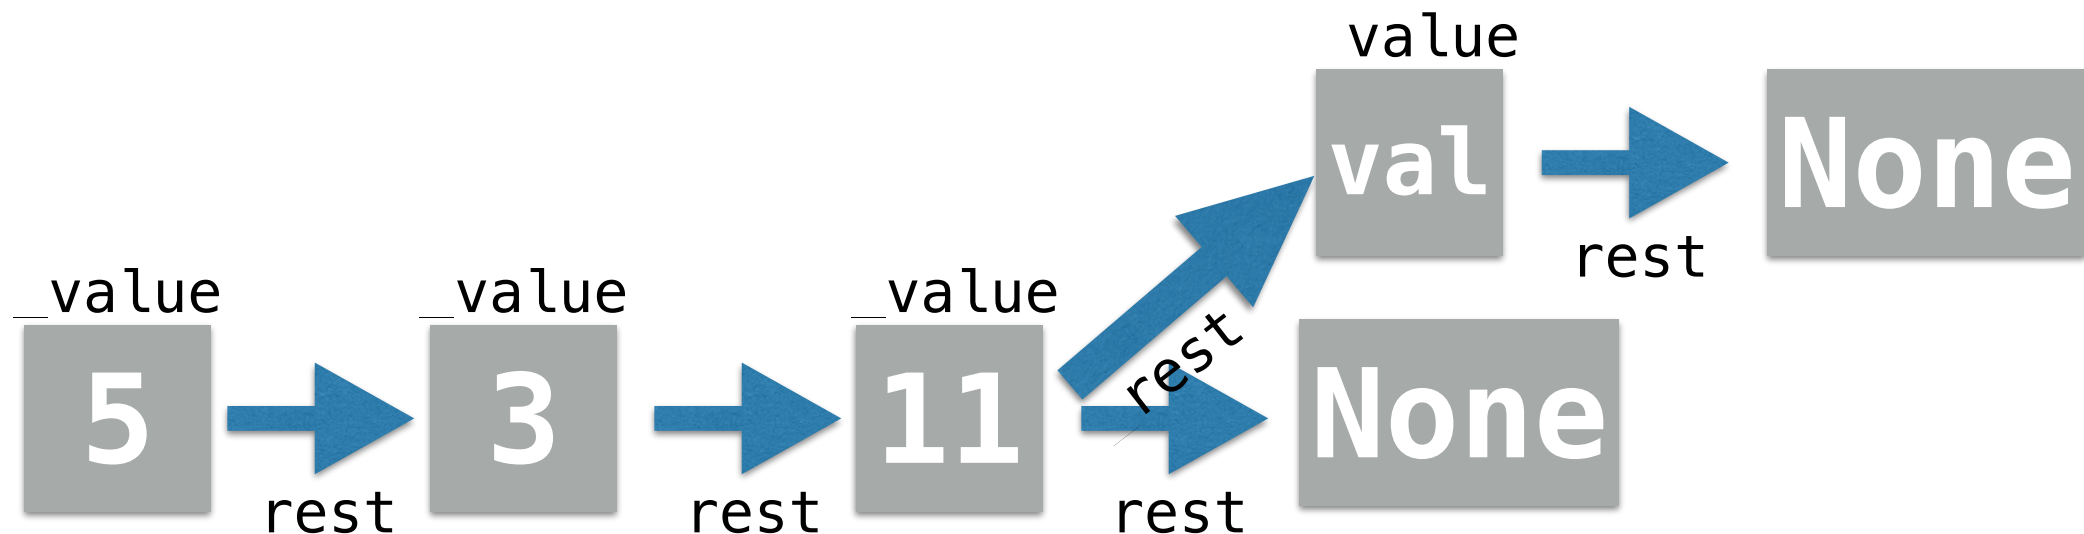 value
val
None
rest
_value
_value
_value
rest
5
3
11
None
rest
rest
rest